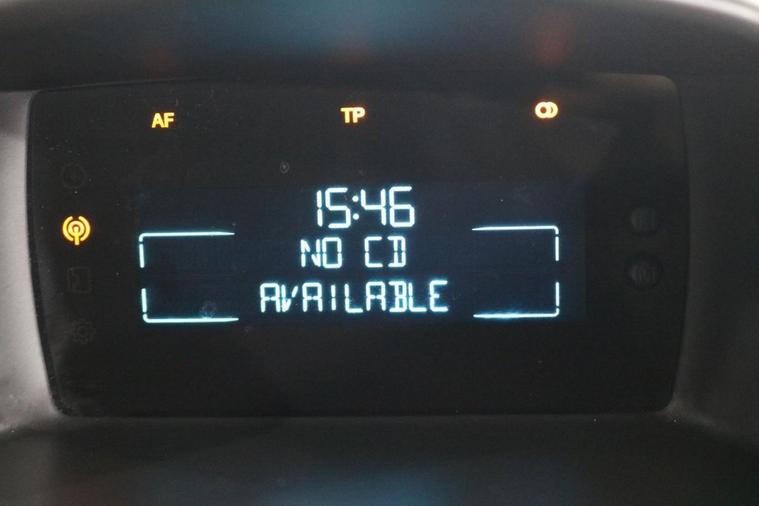 AF TP
15:46
NO CD
AVAILABLE